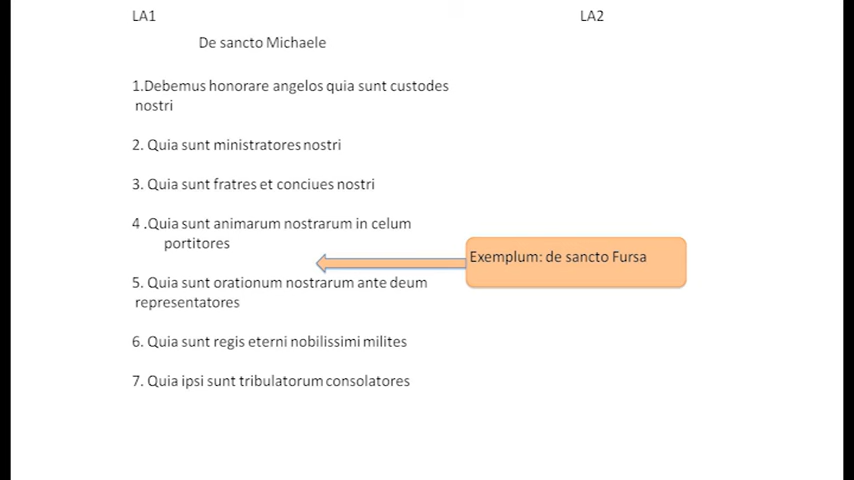 LA1
LA2
De sancto Michaele
1.Debemus honorare angelos quia sunt custodes
nostri
2. Quia sunt ministratores nostri
3. Quia sunt fratres et conciues nostri
4 .Quia sunt animarum nostrarum in celum
portitores
Exemplum: de sancto Fursa
5. Quia sunt orationum nostrarum ante deum
representatores
6. Quia sunt regis eterni nobilissimi milites
7. Quia ipsi sunt tribulatorum consolatores